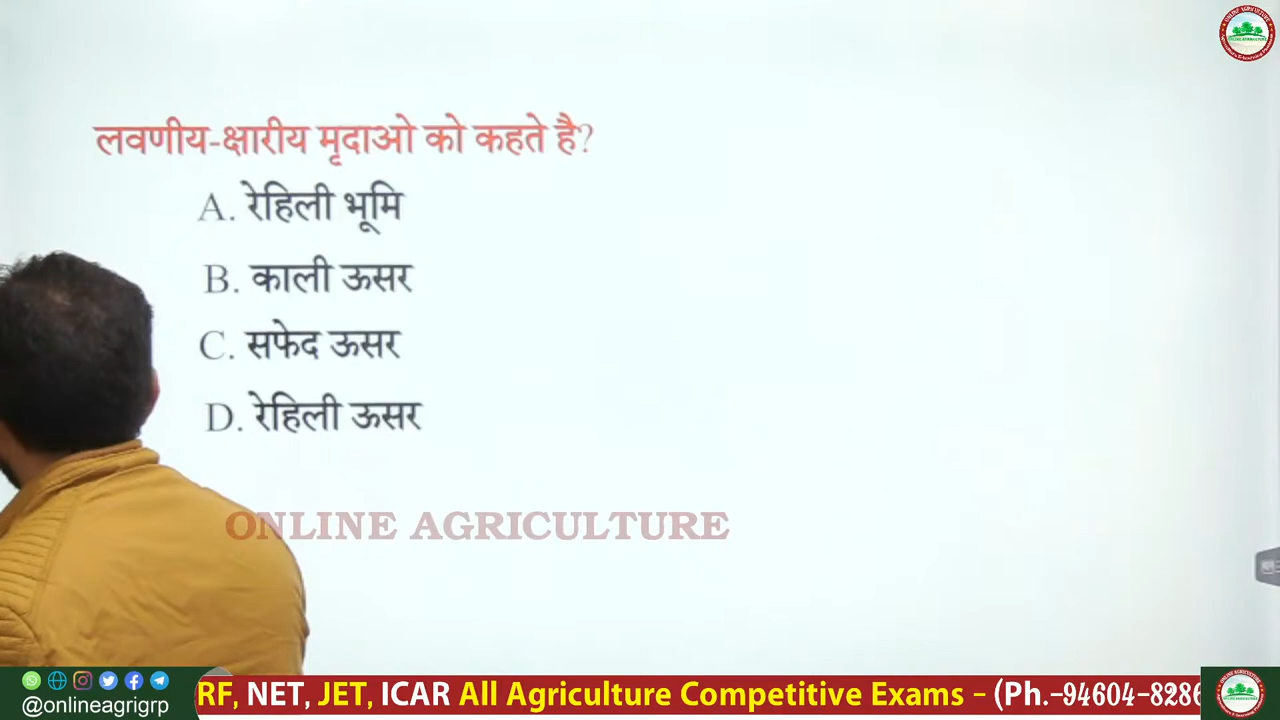 लवणीय-क्षारीय मृदाओ को कहते है?
A. रेहिली भूमि
B. काली ऊसर
C. सफेद ऊसर
D. रेहिली ऊसर
ONLINE AGRICULTURE
@onlineagrigrp
RF, NET, JET, ICAR All Agriculture Competitive Exams - (Ph.-94604-8286